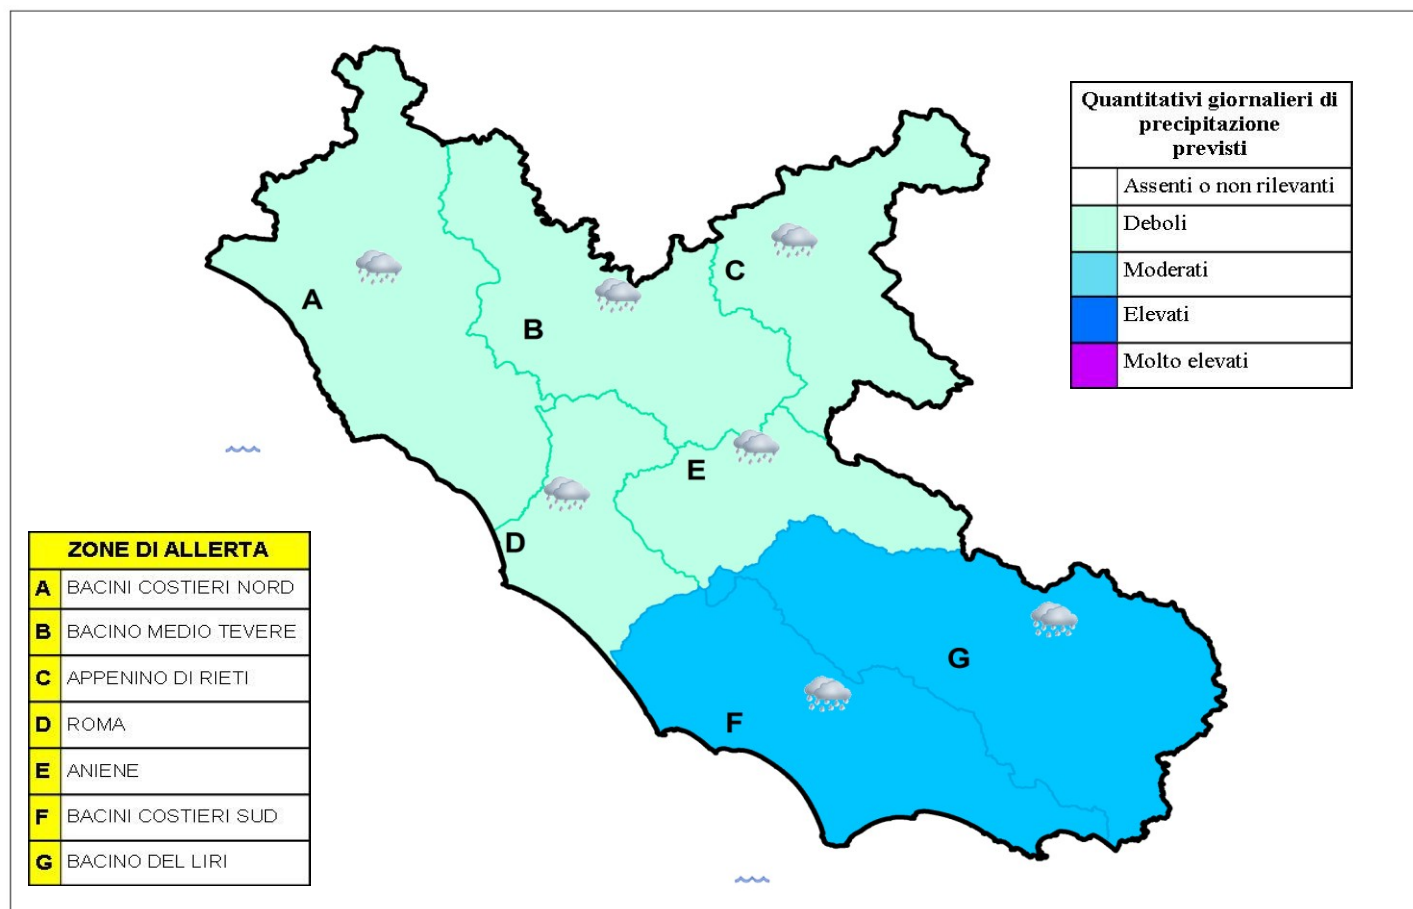 Quantitativi giornalieri di
precipitazione
previsti
Assenti o non rilevanti
Deboli
Moderati
Elevati
Molto elevati
A
B
C
D
E
F
G
ZONE DI ALLERTA
A BACINI COSTIERI NORD
B BACINO MEDIO TEVERE
C APPENINO DI RIETI
D ROMA
E ANIENE
F BACINI COSTIERI SUD
G BACINO DEL LIRI